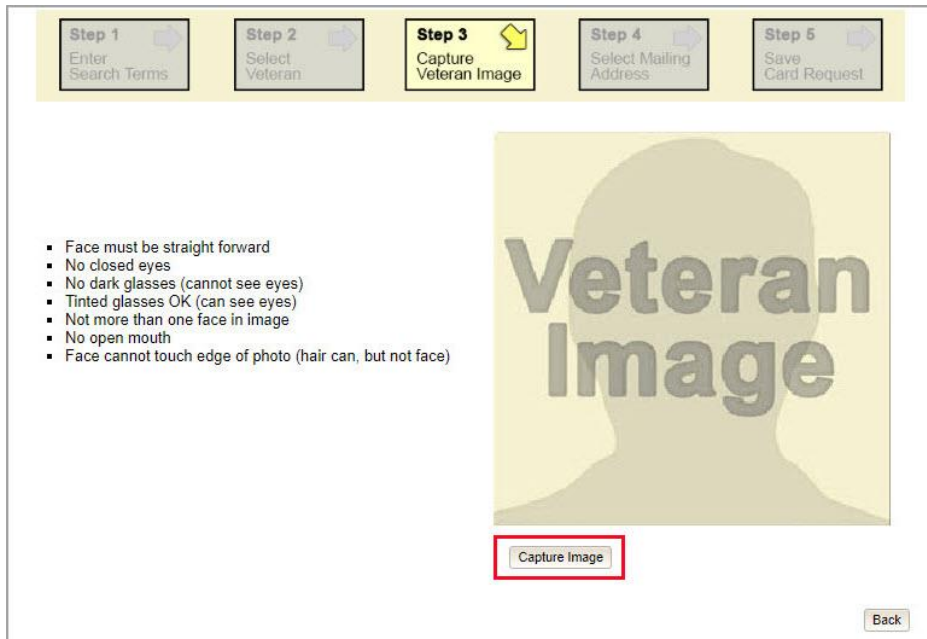 Step 1
Enter
Search Terms
Step 2
Select
Veteran
Step 3
Capture
Veteran Image
Step 4
Select Mailing
Address
Step 5
Save
Card Request
Face must be straight forward
No closed eyes
No dark glasses (cannot see eyes)
Tinted glasses OK (can see eyes)
Not more than one face in image
No open mouth
Face cannot touch edge of photo (hair can, but not face)
Veteran
Image
Capture Image
Back